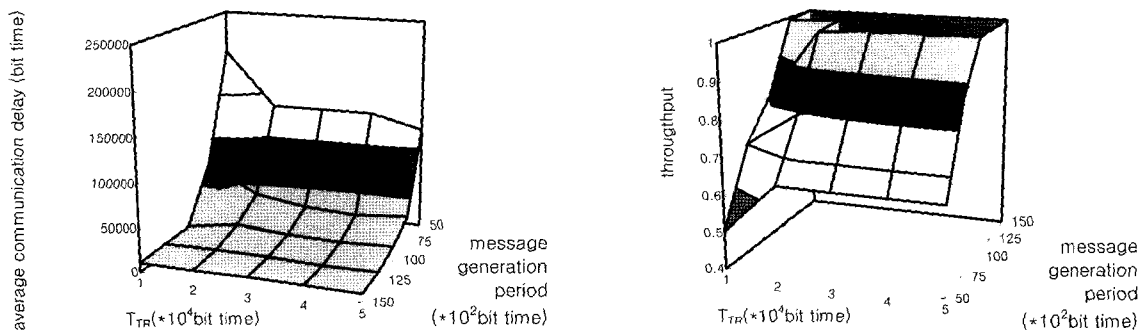 average communication delay (bit time)
250000
200000
150000
100000
50000
0
1
2
3
4
5
T_TR(*10^4bit time)
50
75
100
125
150
message
generation
period
(*10^2bit time)
througthput
1
0.9
0.8
0.7
0.6
0.5
0.4
1
2
3
4
5
T_TR(*10^4bit time)
150
125
100
75
50
message
generation
period
(*10^2bit time)